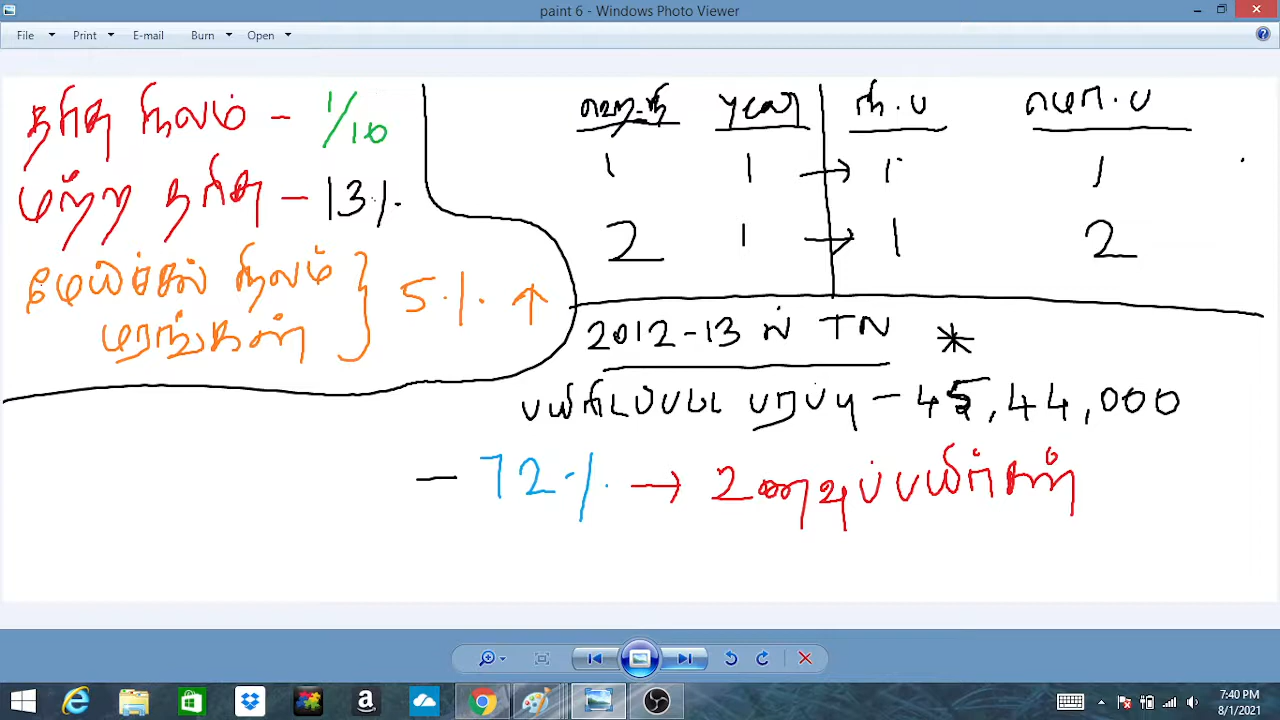 paint 6 - Windows Photo Viewer
File Print E-mail Burn Open
தரிசு நிலம் - 1/10
மற்ற தரிசு - 13%
மேய்ச்சல் நிலம்
மரங்கள் } 5% ↑
year நி.ப மொ.ப
1 1 → 1 1
2 1 → 1 2
2012-13 ல் TN *
பயிரிடப்பட்ட பரப்பு - 45,44,000
- 72% → உணவுப் பயிர்கள்
7:40 PM
8/1/2021